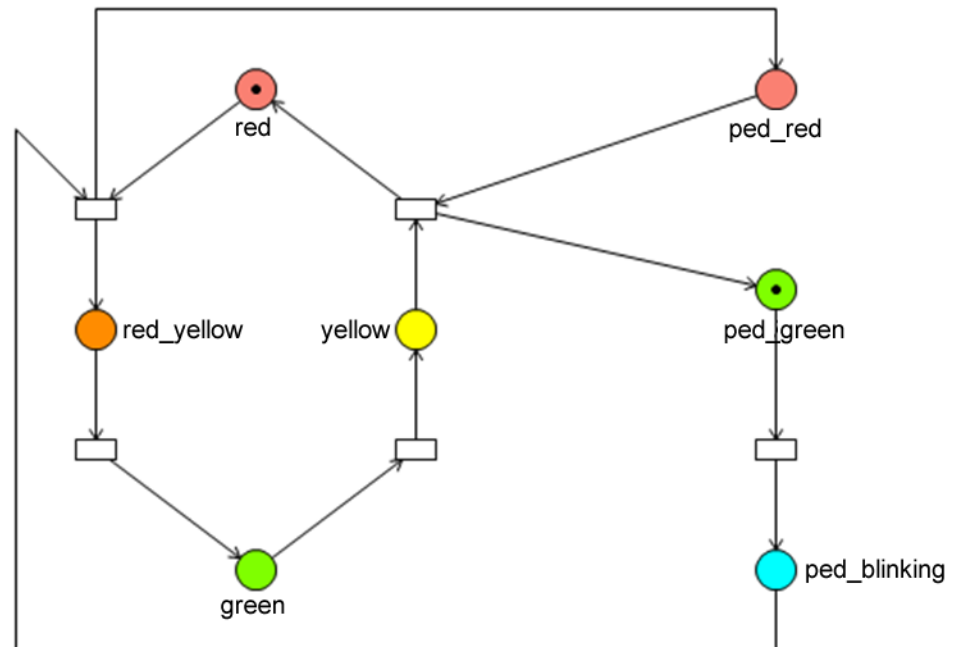 red
ped_red
red_yellow
yellow
ped_green
green
ped_blinking